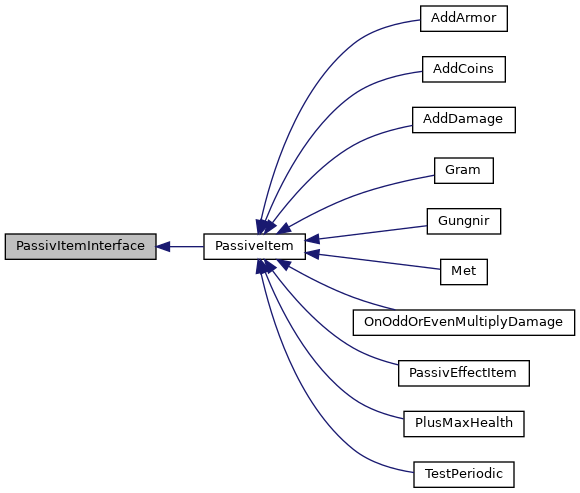 AddArmor
AddCoins
AddDamage
Gram
Gungnir
PassivItemInterface
PassiveItem
Met
OnOddOrEvenMultiplyDamage
PassivEffectItem
PlusMaxHealth
TestPeriodic